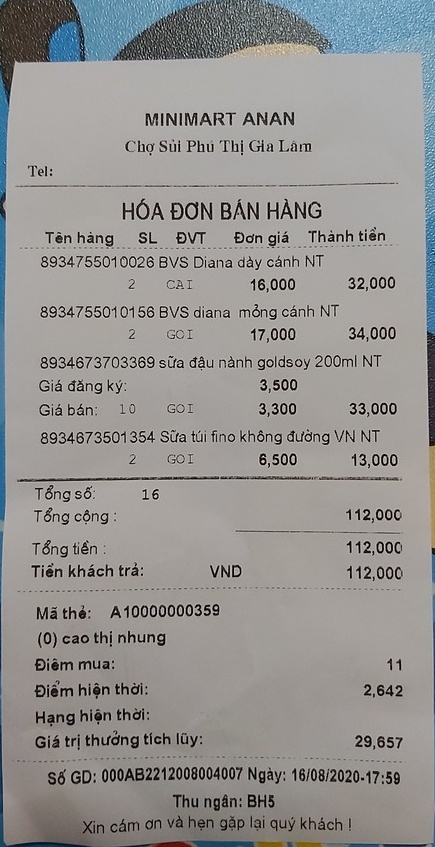 MINIMART ANAN
Chợ Sủi Phú Thị Gia Lâm
Tel:
HÓA ĐƠN BÁN HÀNG
Tên hàng SL ĐVT Đơn giá Thành tiền
8934755010026 BVS Diana dày cánh NT
2 CAI 16,000 32,000
8934755010156 BVS diana mỏng cánh NT
2 GOI 17,000 34,000
8934673703369 sữa đậu nành goldsoy 200ml NT
Giá đăng ký: 3,500
Giá bán: 10 GOI 3,300 33,000
8934673501354 Sữa túi fino không đường VN NT
2 GOI 6,500 13,000
Tổng số: 16
Tổng cộng : 112,000
Tổng tiền : 112,000
Tiền khách trả: VND 112,000
Mã thẻ: A10000000359
(0) cao thị nhung
Điểm mua: 11
Điểm hiện thời: 2,642
Hạng hiện thời:
Giá trị thưởng tích lũy: 29,657
Số GD: 000AB2212008004007 Ngày: 16/08/2020-17:59
Thu ngân: BH5
Xin cám ơn và hẹn gặp lại quý khách !